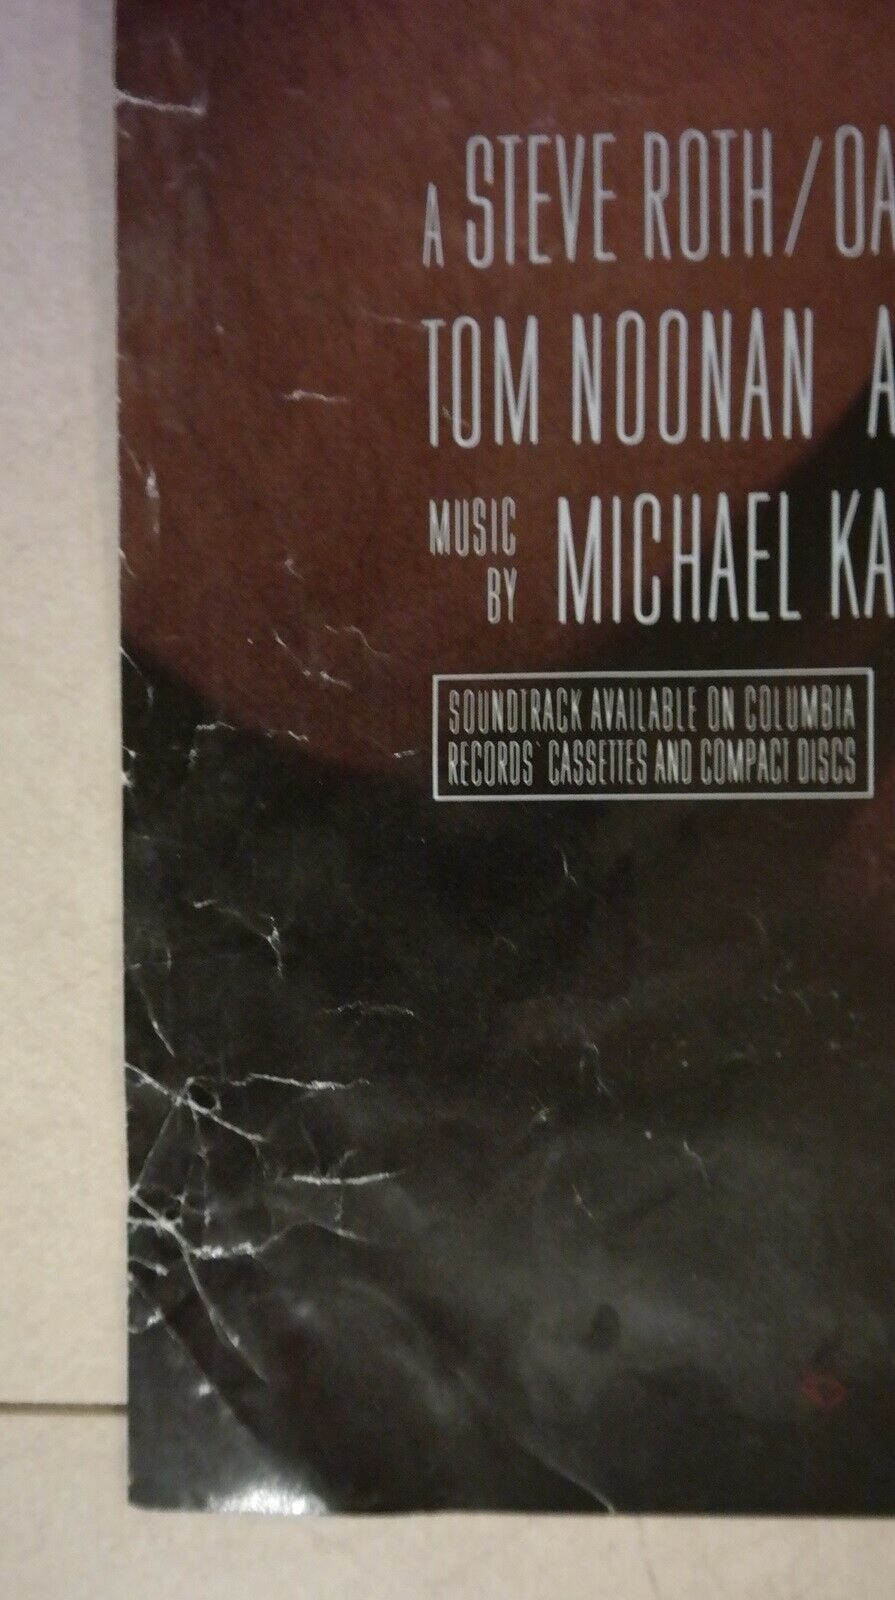 A STEVE ROTH/OA
TOM NOONAN A
MUSIC BY MICHAEL KA
SOUNDTRACK AVAILABLE ON COLUMBIA
RECORDS' CASSETTES AND COMPACT DISCS